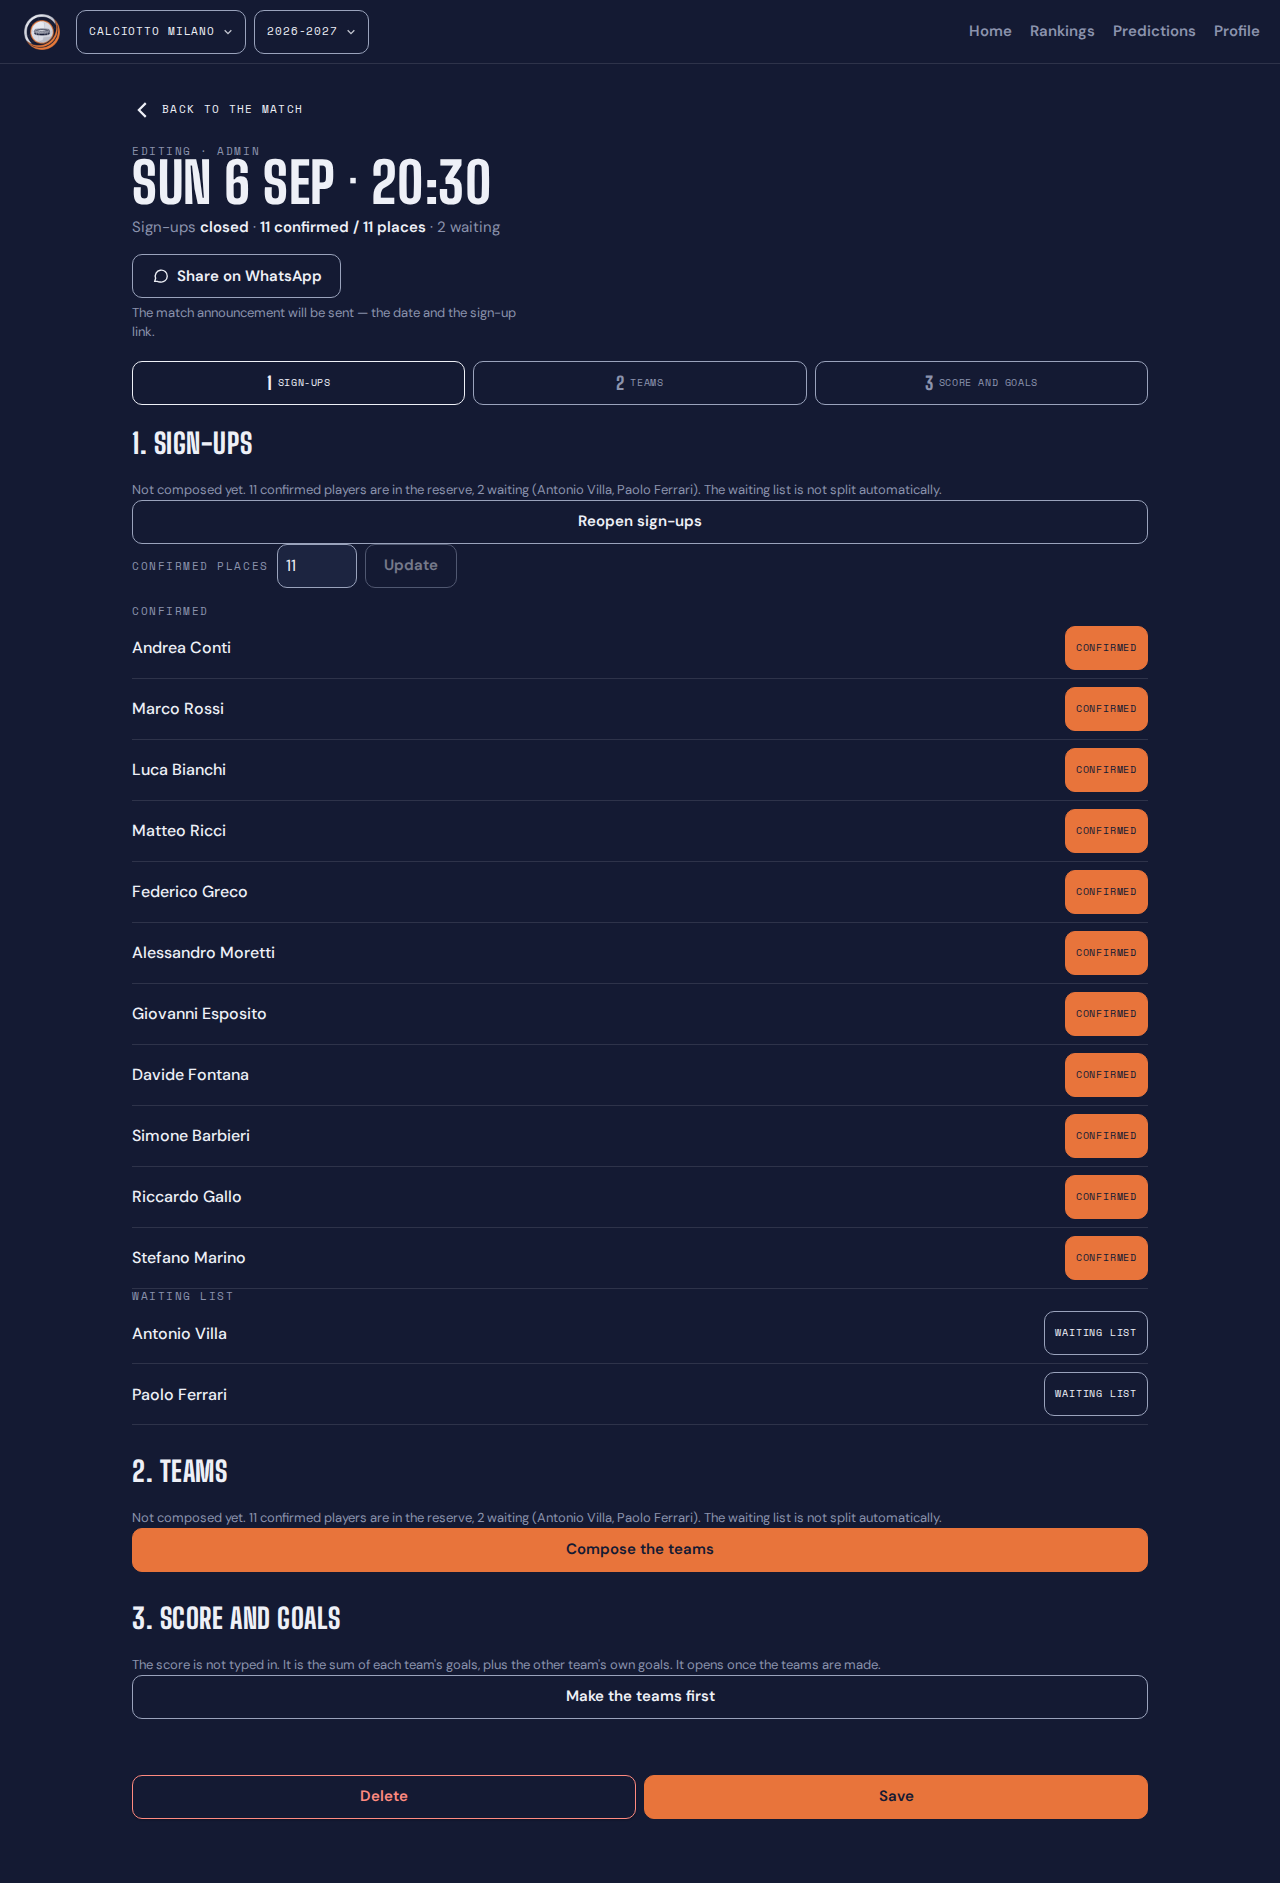 CALCIOTTO MILANO
2026-2027
Home
Rankings
Predictions
Profile
BACK TO THE MATCH
EDITING · ADMIN
SUN 6 SEP · 20:30
Sign-ups closed · 11 confirmed / 11 places · 2 waiting
Share on WhatsApp
The match announcement will be sent — the date and the sign-up
link.
1 SIGN-UPS
2 TEAMS
3 SCORE AND GOALS
1. SIGN-UPS
Not composed yet. 11 confirmed players are in the reserve, 2 waiting (Antonio Villa, Paolo Ferrari). The waiting list is not split automatically.
Reopen sign-ups
CONFIRMED PLACES 11 Update
CONFIRMED
Andrea Conti CONFIRMED
Marco Rossi CONFIRMED
Luca Bianchi CONFIRMED
Matteo Ricci CONFIRMED
Federico Greco CONFIRMED
Alessandro Moretti CONFIRMED
Giovanni Esposito CONFIRMED
Davide Fontana CONFIRMED
Simone Barbieri CONFIRMED
Riccardo Gallo CONFIRMED
Stefano Marino CONFIRMED
WAITING LIST
Antonio Villa WAITING LIST
Paolo Ferrari WAITING LIST
2. TEAMS
Not composed yet. 11 confirmed players are in the reserve, 2 waiting (Antonio Villa, Paolo Ferrari). The waiting list is not split automatically.
Compose the teams
3. SCORE AND GOALS
The score is not typed in. It is the sum of each team's goals, plus the other team's own goals. It opens once the teams are made.
Make the teams first
Delete
Save